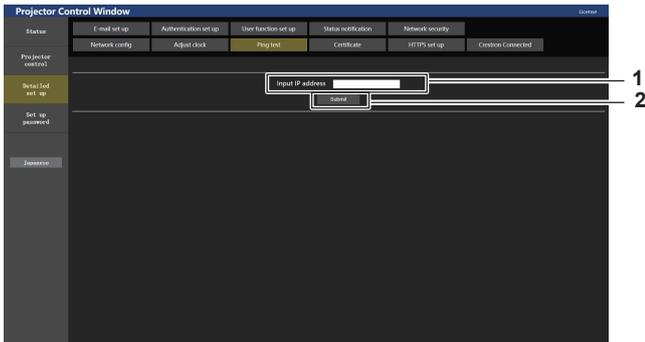 Projector Control Window License
Status E-mail set up Authentication set up User function set up Status notification Network security
Network config Adjust clock Ping test Certificate HTTPS set up Crestron Connected
Projector
control
Detailed
set up
Input IP address 1
Submit 2
Set up
password
Japanese